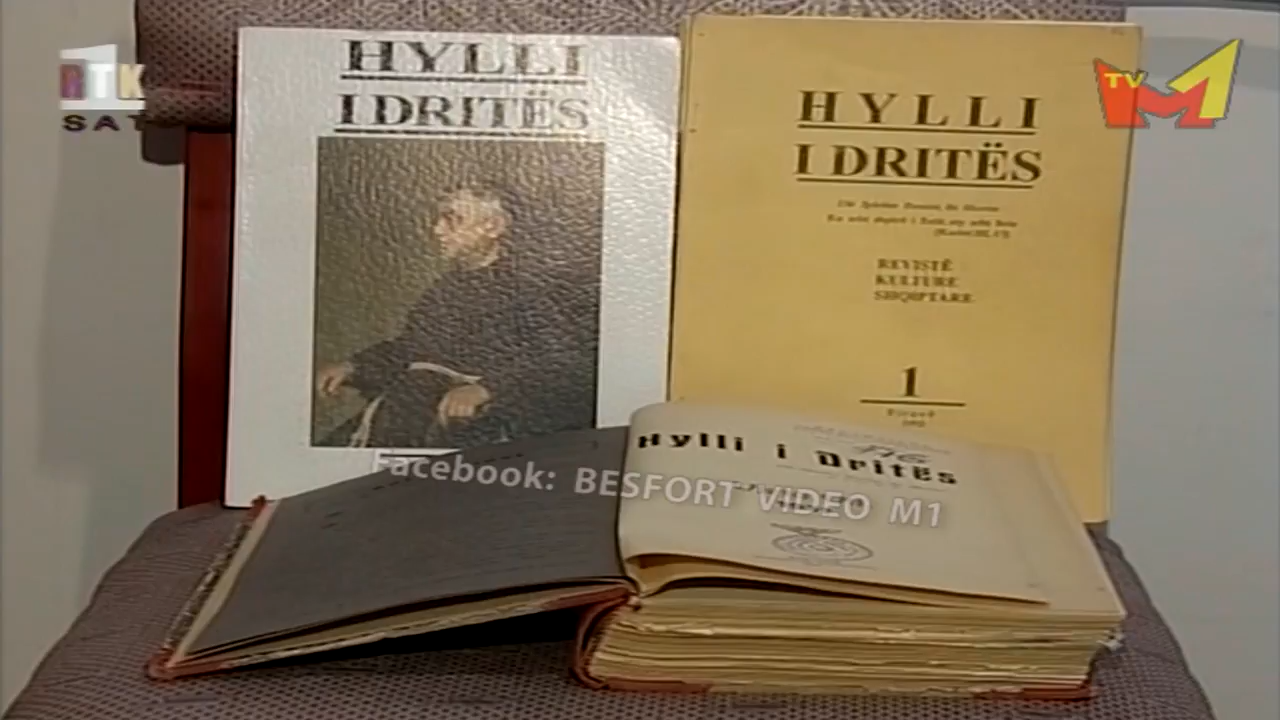 RTK
SAT
TV
M1
HYLLI
I DRITËS
HYLLI
I DRITËS
REVISTË
KULTURE
SHQIPTARE
1
Hylli i Dritës
Facebook: BESFORT VIDEO M1